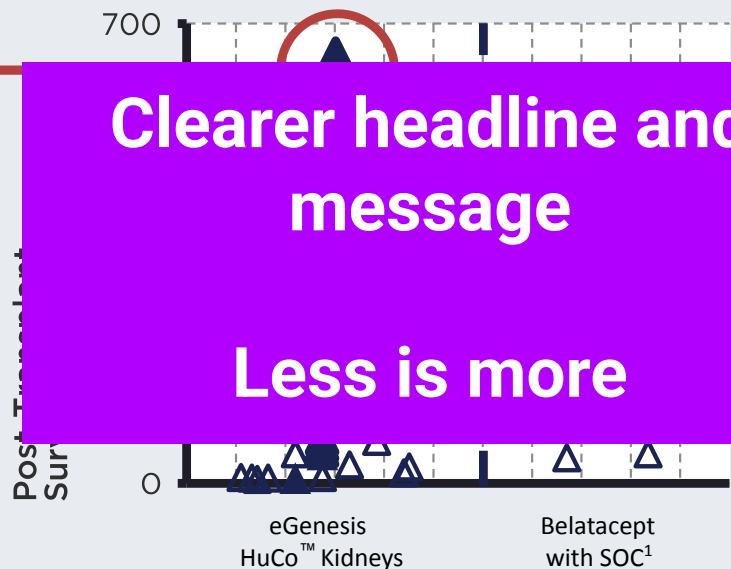 700
Clearer headline and
message
Less is more
0
eGenesis
HuCo™ Kidneys
Belatacept
with SOC¹